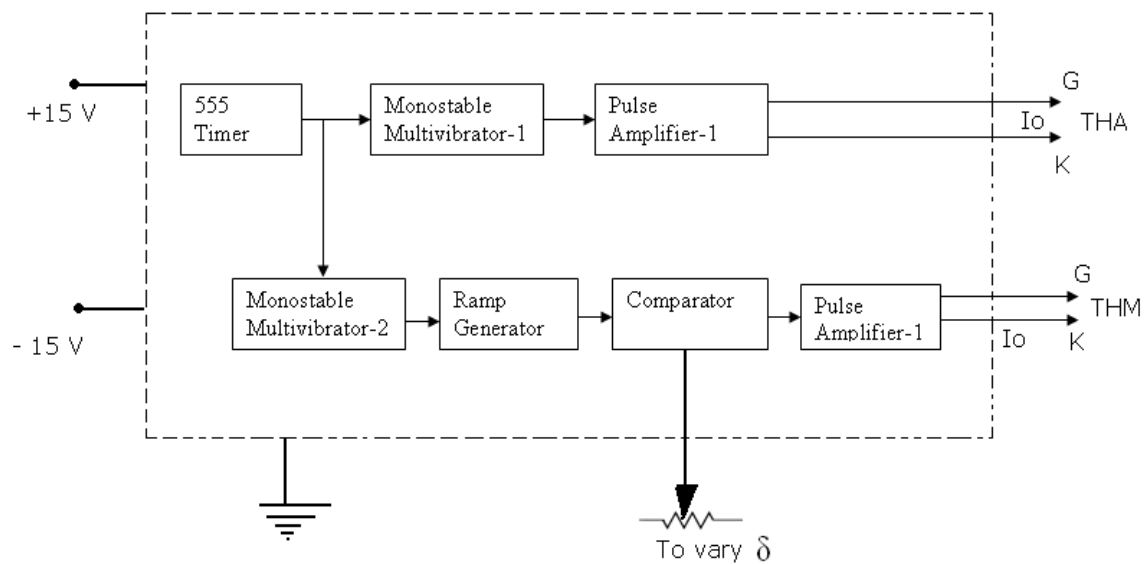 +15 V
555
Timer
Monostable
Multivibrator-1
Pulse
Amplifier-1
G
Io
THA
K
- 15 V
Monostable
Multivibrator-2
Ramp
Generator
Comparator
Pulse
Amplifier-1
G
THM
Io
K
To vary δ